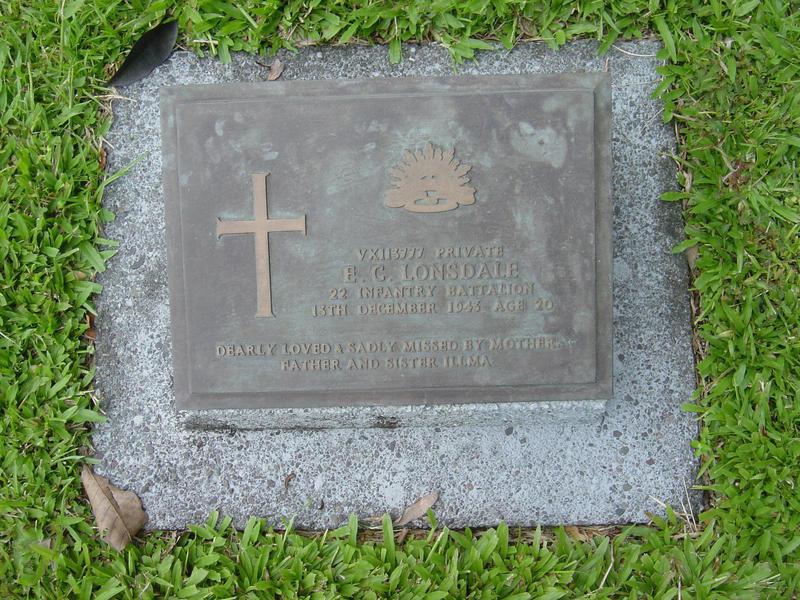 VX113777 PRIVATE
E. C. LONSDALE
22 INFANTRY BATTALION
13TH DECEMBER 1943 AGE 20
DEARLY LOVED & SADLY MISSED BY MOTHER,
FATHER AND SISTER ILLMA